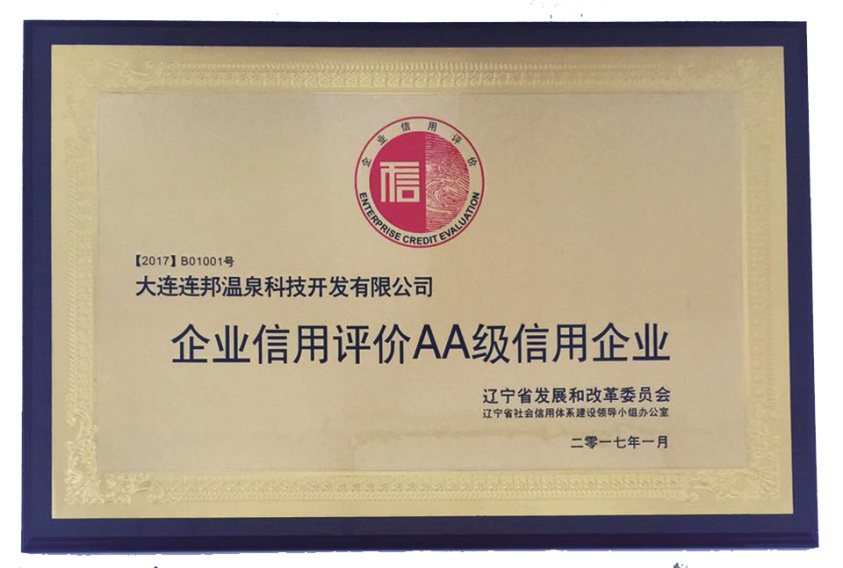 企业信用评价
信
ENTERPRISE CREDIT EVALUATION
【2017】B01001号
大连连邦温泉科技开发有限公司
企业信用评价AA级信用企业
辽宁省发展和改革委员会
辽宁省社会信用体系建设领导小组办公室
二零一七年一月